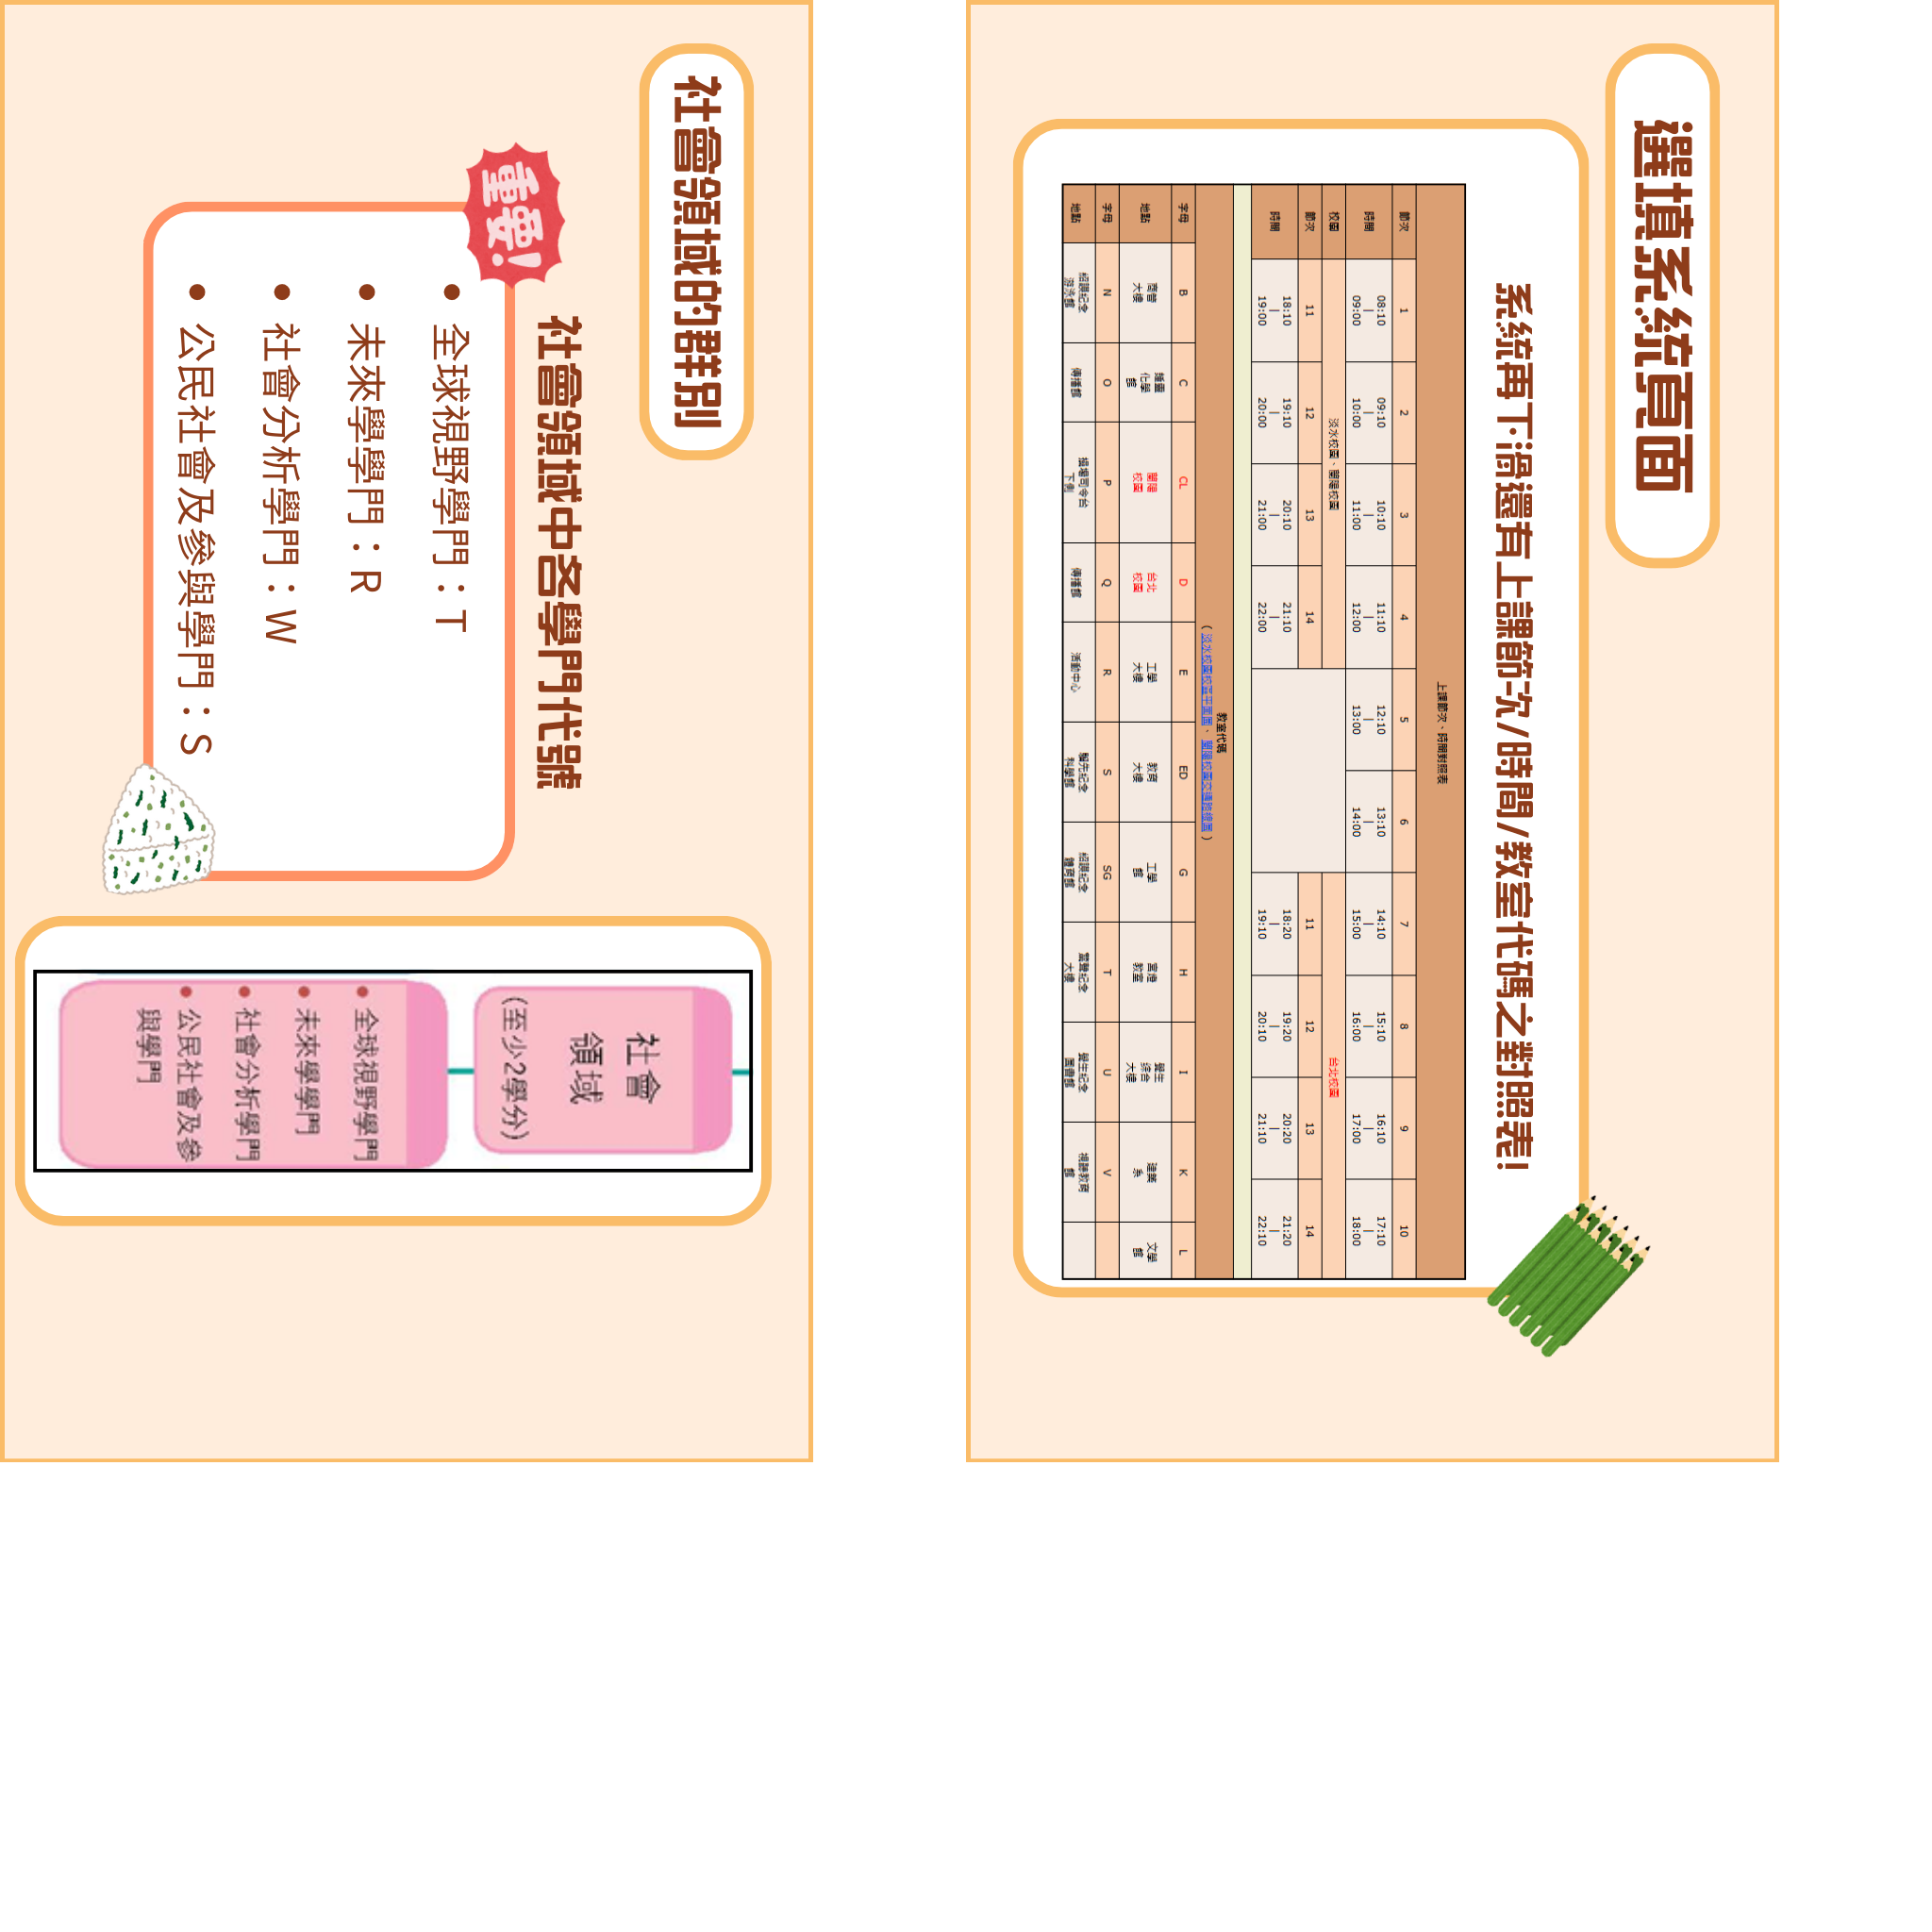 選填系統頁面
系統再下滑還有上課節次/時間/教室代碼之對照表!
上課節次、時間對照表
節次 1 2 3 4 5 6 7 8 9 10
時間 08:10 | 09:00 09:10 | 10:00 10:10 | 11:00 11:10 | 12:00 12:10 | 13:00 13:10 | 14:00 14:10 | 15:00 15:10 | 16:00 16:10 | 17:00 17:10 | 18:00
校園 淡水校園、蘭陽校園 台北校園
節次 11 12 13 14 11 12 13 14
時間 18:10 | 19:00 19:10 | 20:00 20:10 | 21:00 21:10 | 22:00 18:20 | 19:10 19:20 | 20:10 20:20 | 21:10 21:20 | 22:10
教室代碼
(淡水校園校區平面圖、蘭陽校園交通路線圖)
字母 B C CL D E ED G H I K L
地點 商管大樓 鍾靈化學館 蘭陽校園 台北校園 工學大樓 教育大樓 工學館 宮燈教室 覺生綜合大樓 建築系 文學館
字母 N O P Q R S SG T U V
地點 紹謨紀念游泳館 傳播館 操場司令台下側 傳播館 活動中心 騮先紀念科學館 紹謨紀念體育館 驚聲紀念大樓 覺生紀念圖書館 視聽教育館
社會領域的群別
重要!
社會領域中各學門代號
全球視野學門：T
未來學學門：R
社會分析學門：W
公民社會及參與學門：S
社會
領域
(至少2學分)
全球視野學門
未來學學門
社會分析學門
公民社會及參
與學門